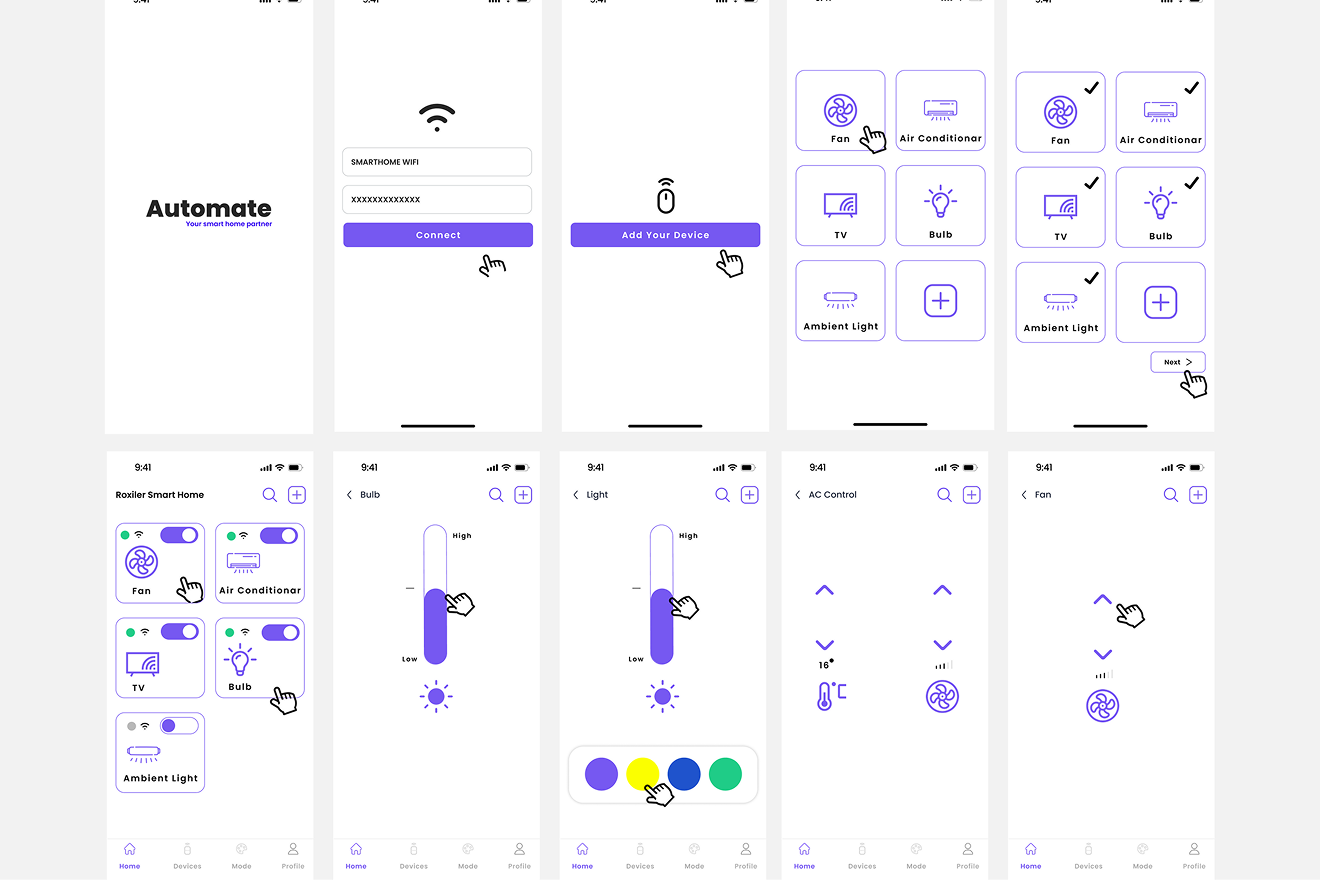 Automate
Your smart home partner
SMARTHOME WIFI
XXXXXXXXXXXXX
Connect
Add Your Device
Fan
Air Conditionar
TV
Bulb
Ambient Light
Fan
Air Conditionar
TV
Bulb
Ambient Light
Next >
9:41
Roxiler Smart Home
Fan
Air Conditionar
TV
Bulb
Ambient Light
Home
Devices
Mode
Profile
9:41
Bulb
High
Low
Home
Devices
Mode
Profile
9:41
Light
High
Low
Home
Devices
Mode
Profile
9:41
AC Control
16°
°C
Home
Devices
Mode
Profile
9:41
Fan
Home
Devices
Mode
Profile